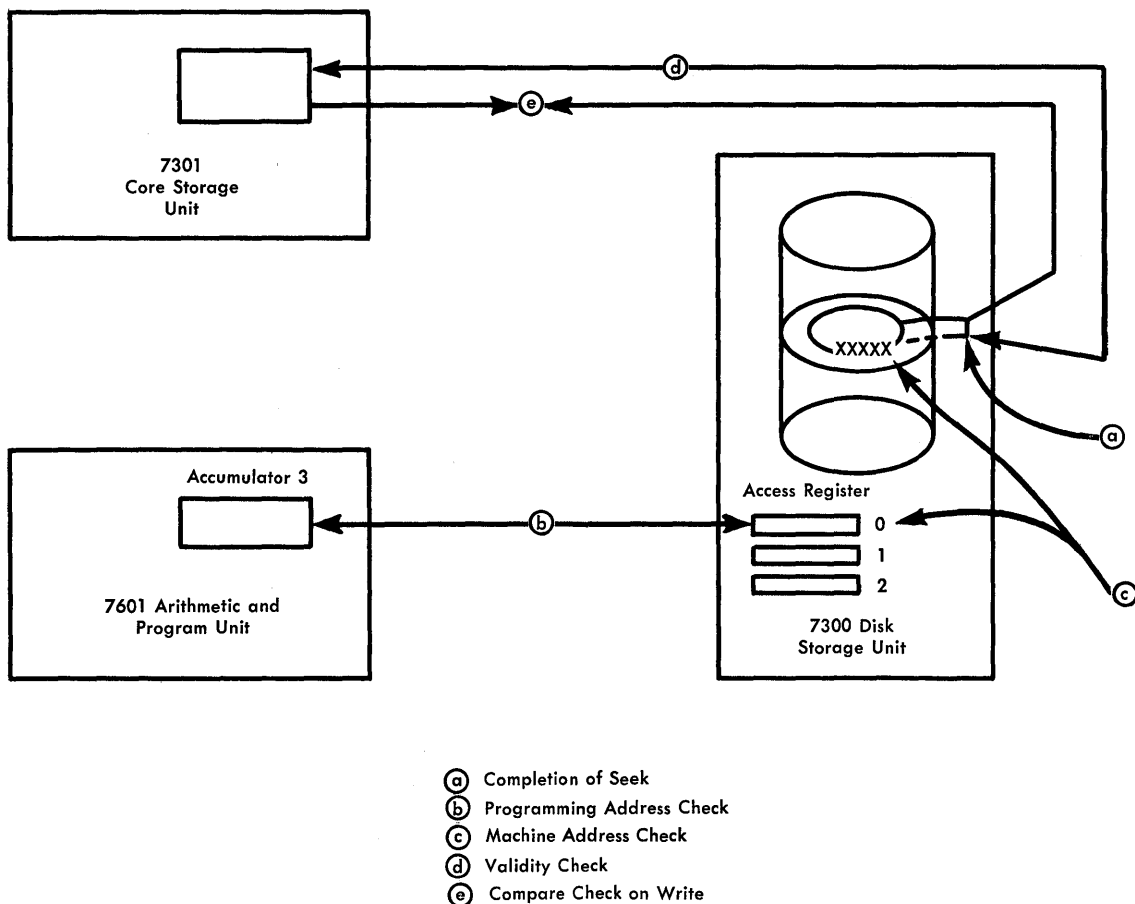 d
e
7301
Core Storage
Unit
XXXXX
a
Accumulator 3
Access Register
b
0
1
2
c
7601 Arithmetic and
Program Unit
7300 Disk
Storage Unit
a Completion of Seek
b Programming Address Check
c Machine Address Check
d Validity Check
e Compare Check on Write